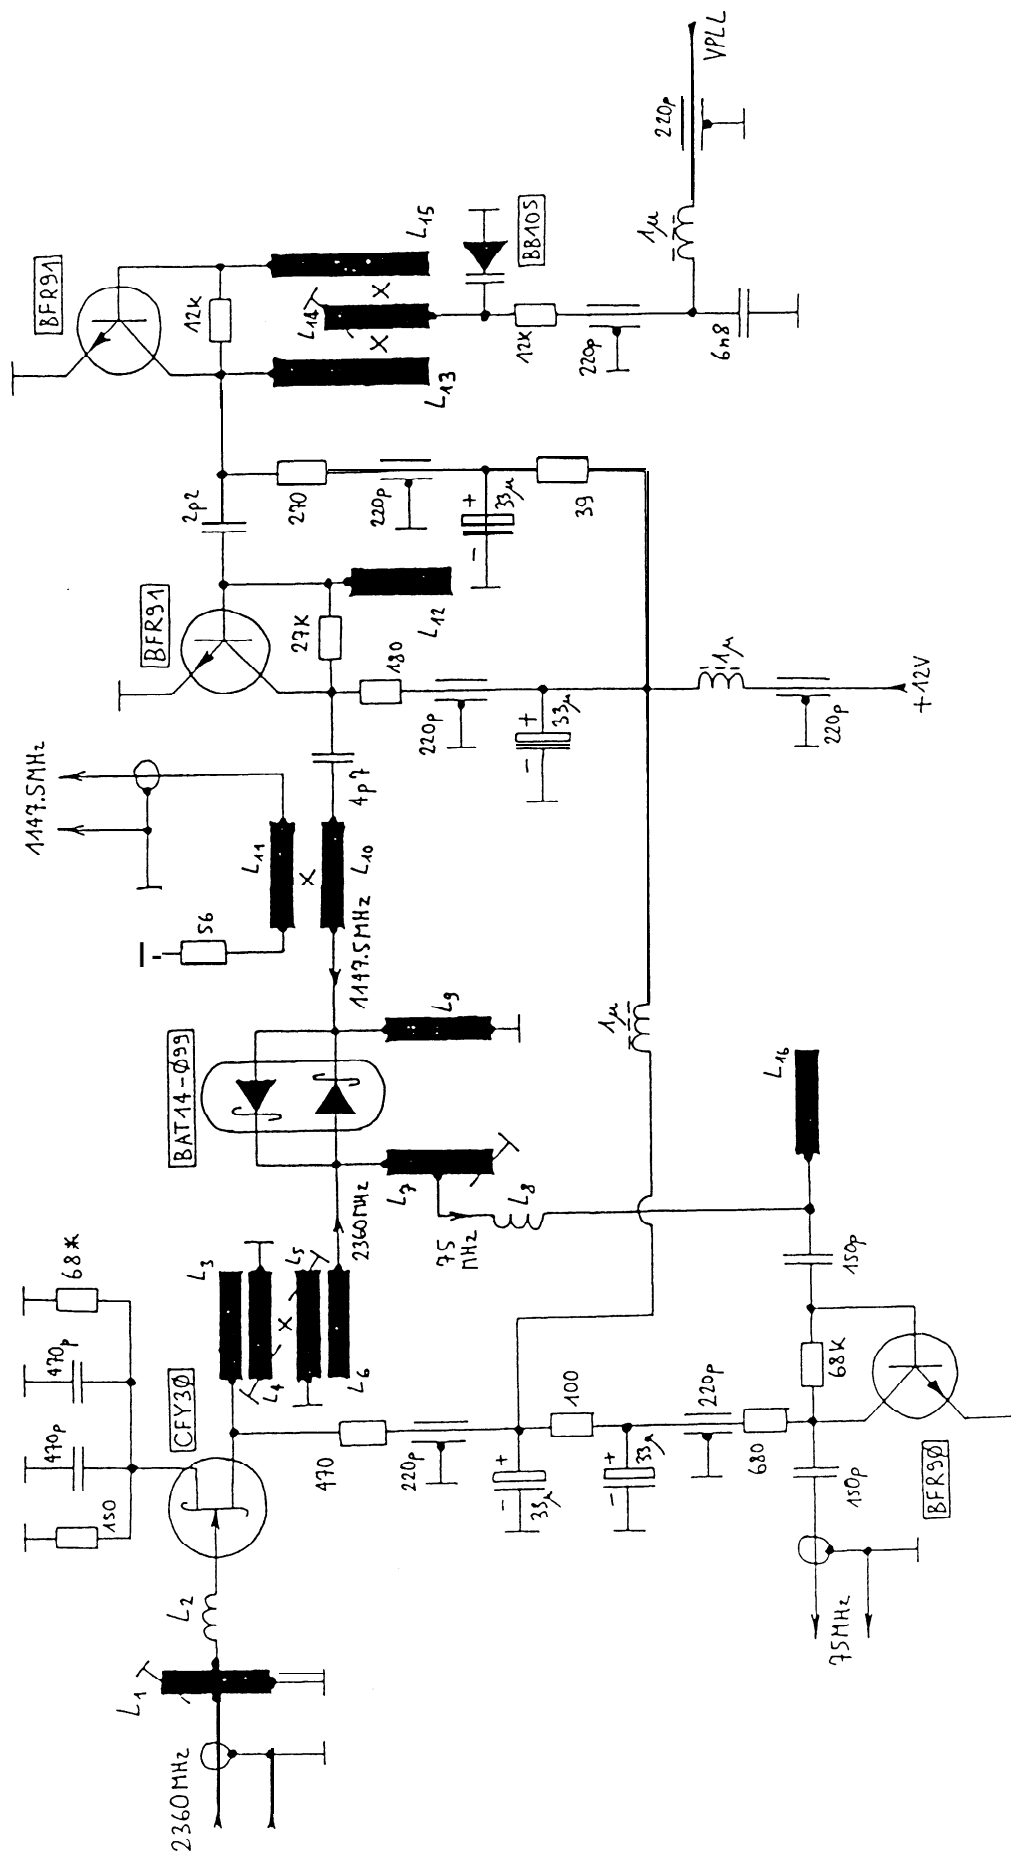 2360MHz
L1
L2
150
470p
470p
68*
CFY30
L3
L4
L5
L6
2360MHz
470
220p
33µ
+
-
100
33µ
+
-
220p
680
68K
150p
150p
BFR90
75MHz
L16
L7
75
MHz
L8
BAT14-Ø99
L9
1147.5MHz
56
L11
X
L10
X
1147.5MHz
4p7
BFR91
27K
180
L12
220p
33µ
+
-
1µ
220p
+12V
1µ
2p2
270
220p
33µ
+
-
39
BFR91
12K
L13
L14
X
X
L15
BB105
12K
220p
6n8
1µ
220p
VPLL